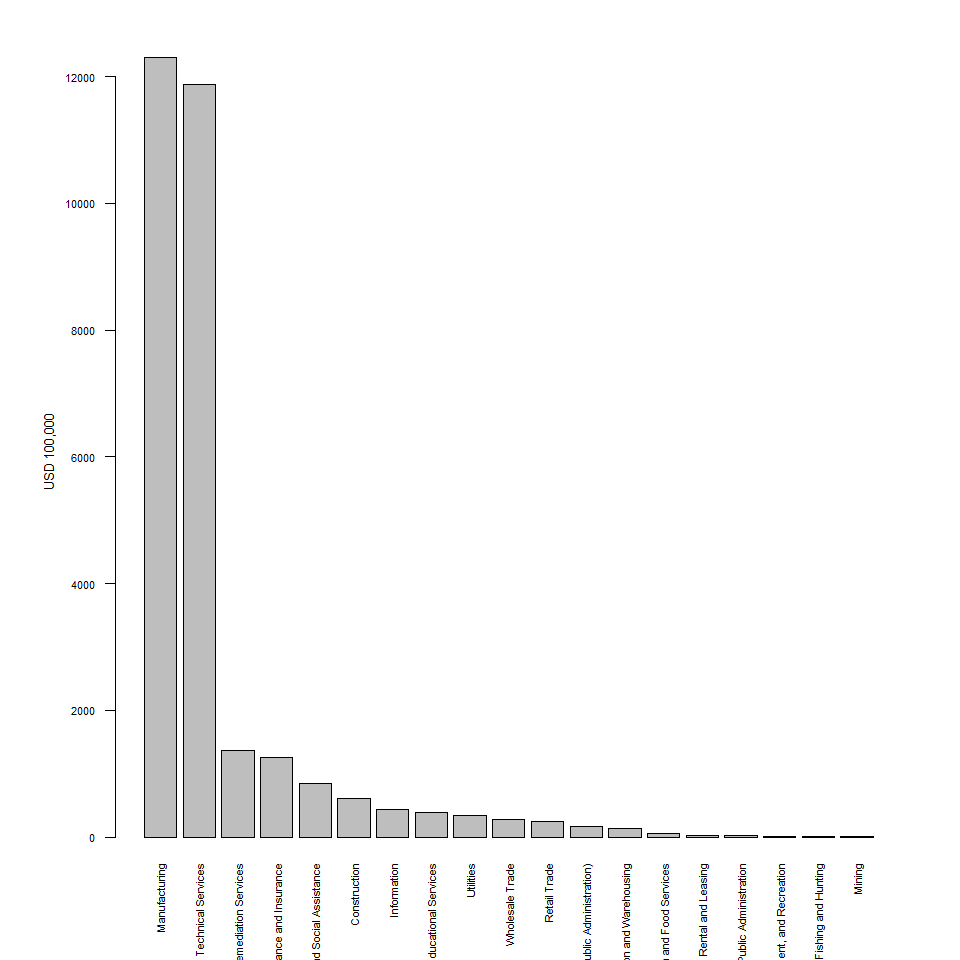 12000
10000
8000
6000
4000
2000
0
USD 100,000
Manufacturing
Technical Services
emediation Services
ance and Insurance
nd Social Assistance
Construction
Information
ducational Services
Utilities
Wholesale Trade
Retail Trade
ublic Administration)
on and Warehousing
n and Food Services
Rental and Leasing
Public Administration
ent, and Recreation
Fishing and Hunting
Mining